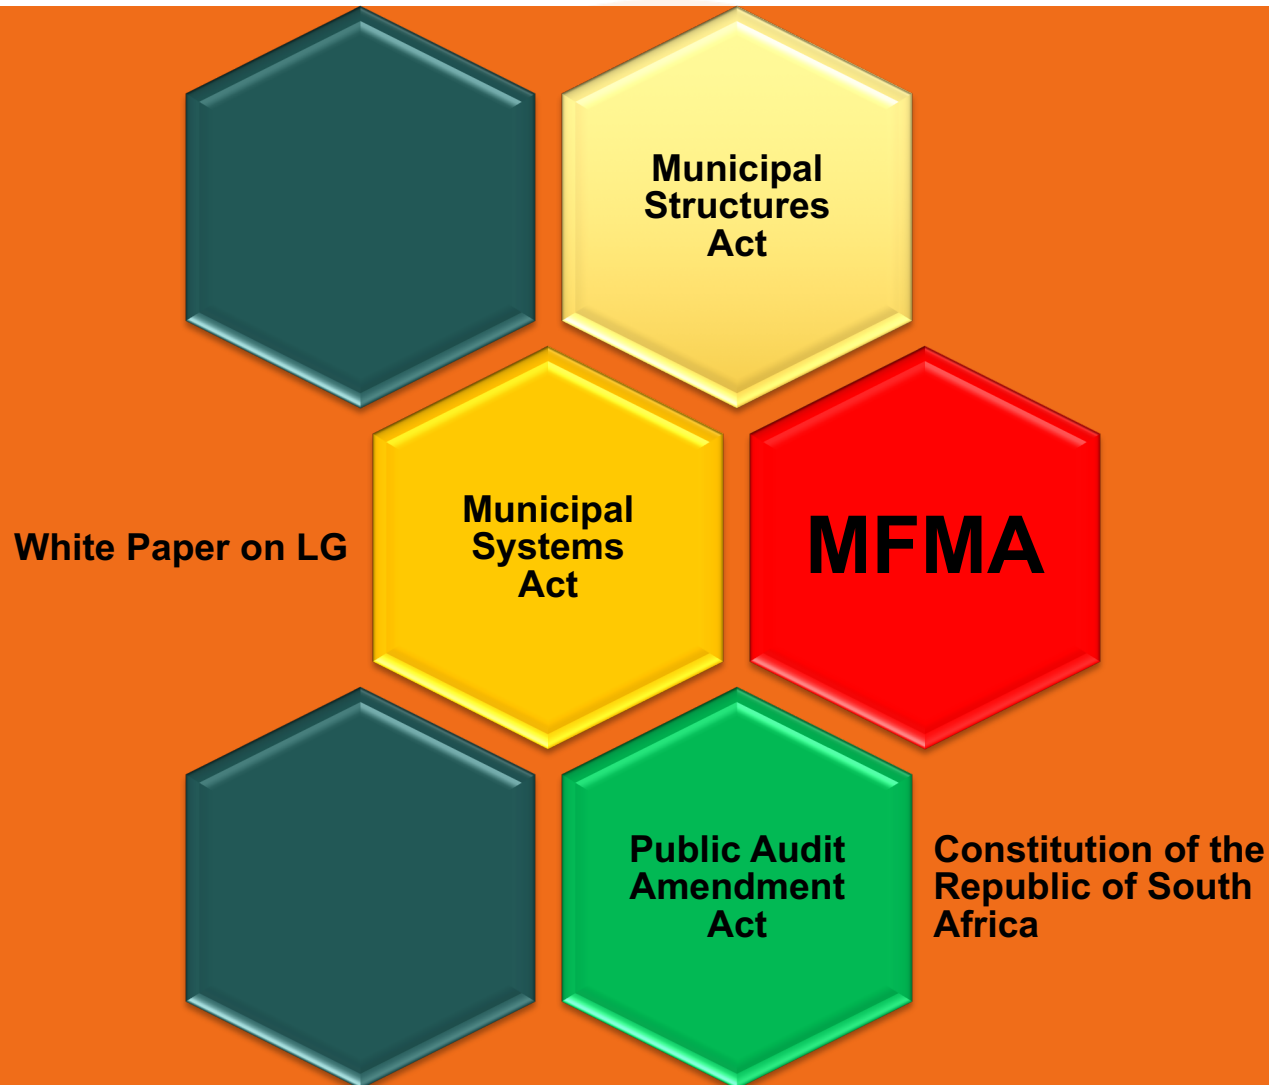 Municipal
Structures
Act
White Paper on LG
Municipal
Systems
Act
MFMA
Public Audit
Amendment
Act
Constitution of the
Republic of South
Africa